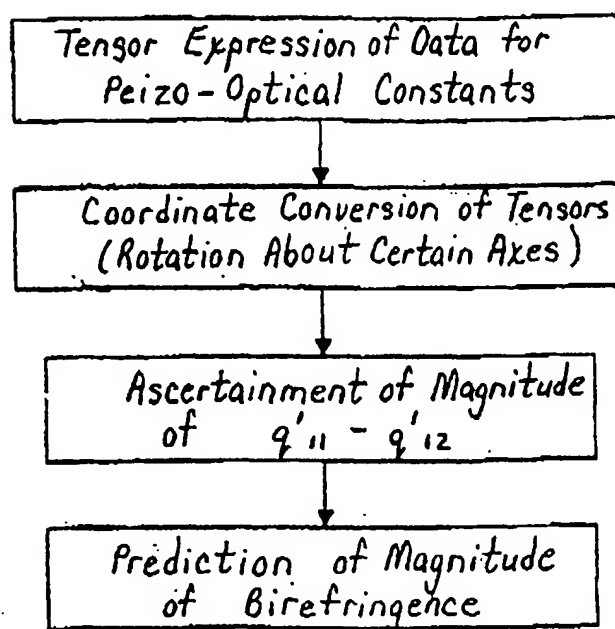 Tensor Expression of Data for
Peizo-Optical Constants
Coordinate Conversion of Tensors
(Rotation About Certain Axes)
Ascertainment of Magnitude
of q'11 - q'12
Prediction of Magnitude
of Birefringence